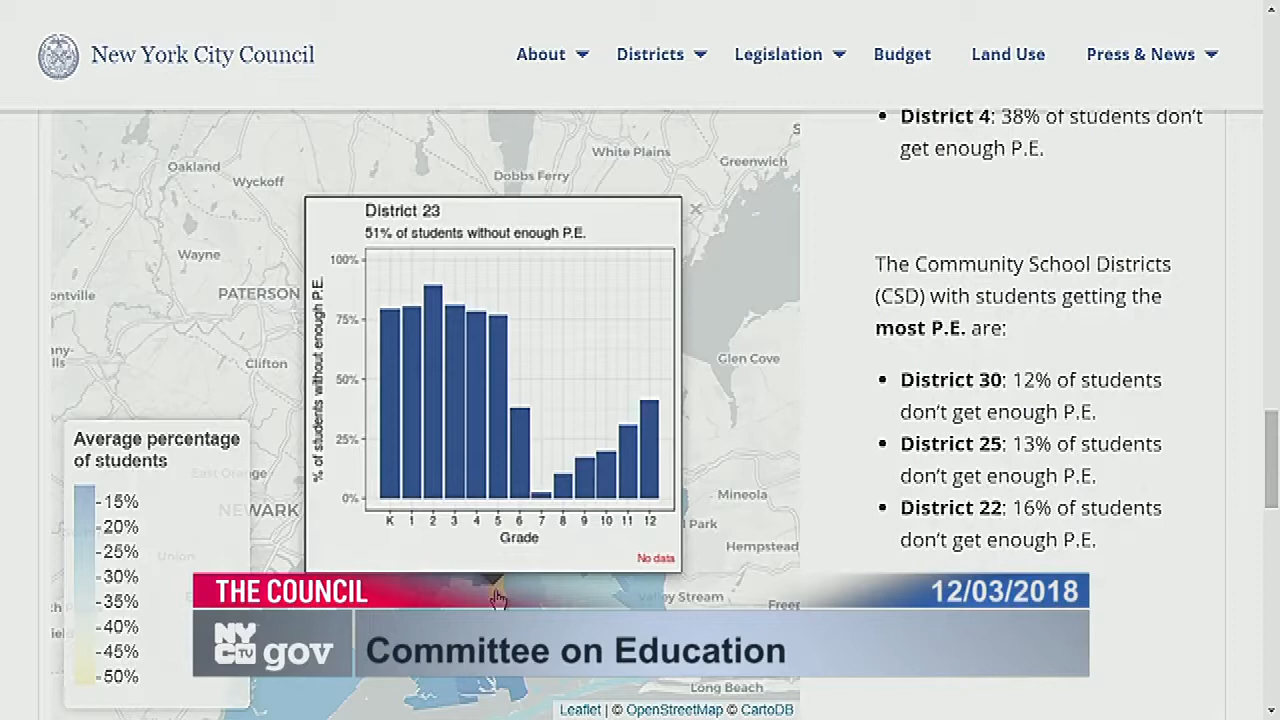 New York City Council
About
Districts
Legislation
Budget
Land Use
Press & News
District 4: 38% of students don't
get enough P.E.
The Community School Districts
(CSD) with students getting the
most P.E. are:
District 30: 12% of students
don't get enough P.E.
District 25: 13% of students
don't get enough P.E.
District 22: 16% of students
don't get enough P.E.
White Plains
Greenwich
Oakland
Wyckoff
Dobbs Ferry
Wayne
ontville
PATERSON
Clifton
Glen Cove
East Orange
NEWARK
Union
Mineola
Park
Hempstead
Valley Stream
Freep
Long Beach
District 23
51% of students without enough P.E.
% of students without enough P.E.
100%
75%
50%
25%
0%
K 1 2 3 4 5 6 7 8 9 10 11 12
Grade
No data
Average percentage
of students
15%
20%
25%
30%
35%
40%
45%
50%
THE COUNCIL
12/03/2018
NYC TV gov
Committee on Education
Leaflet | © OpenStreetMap © CartoDB